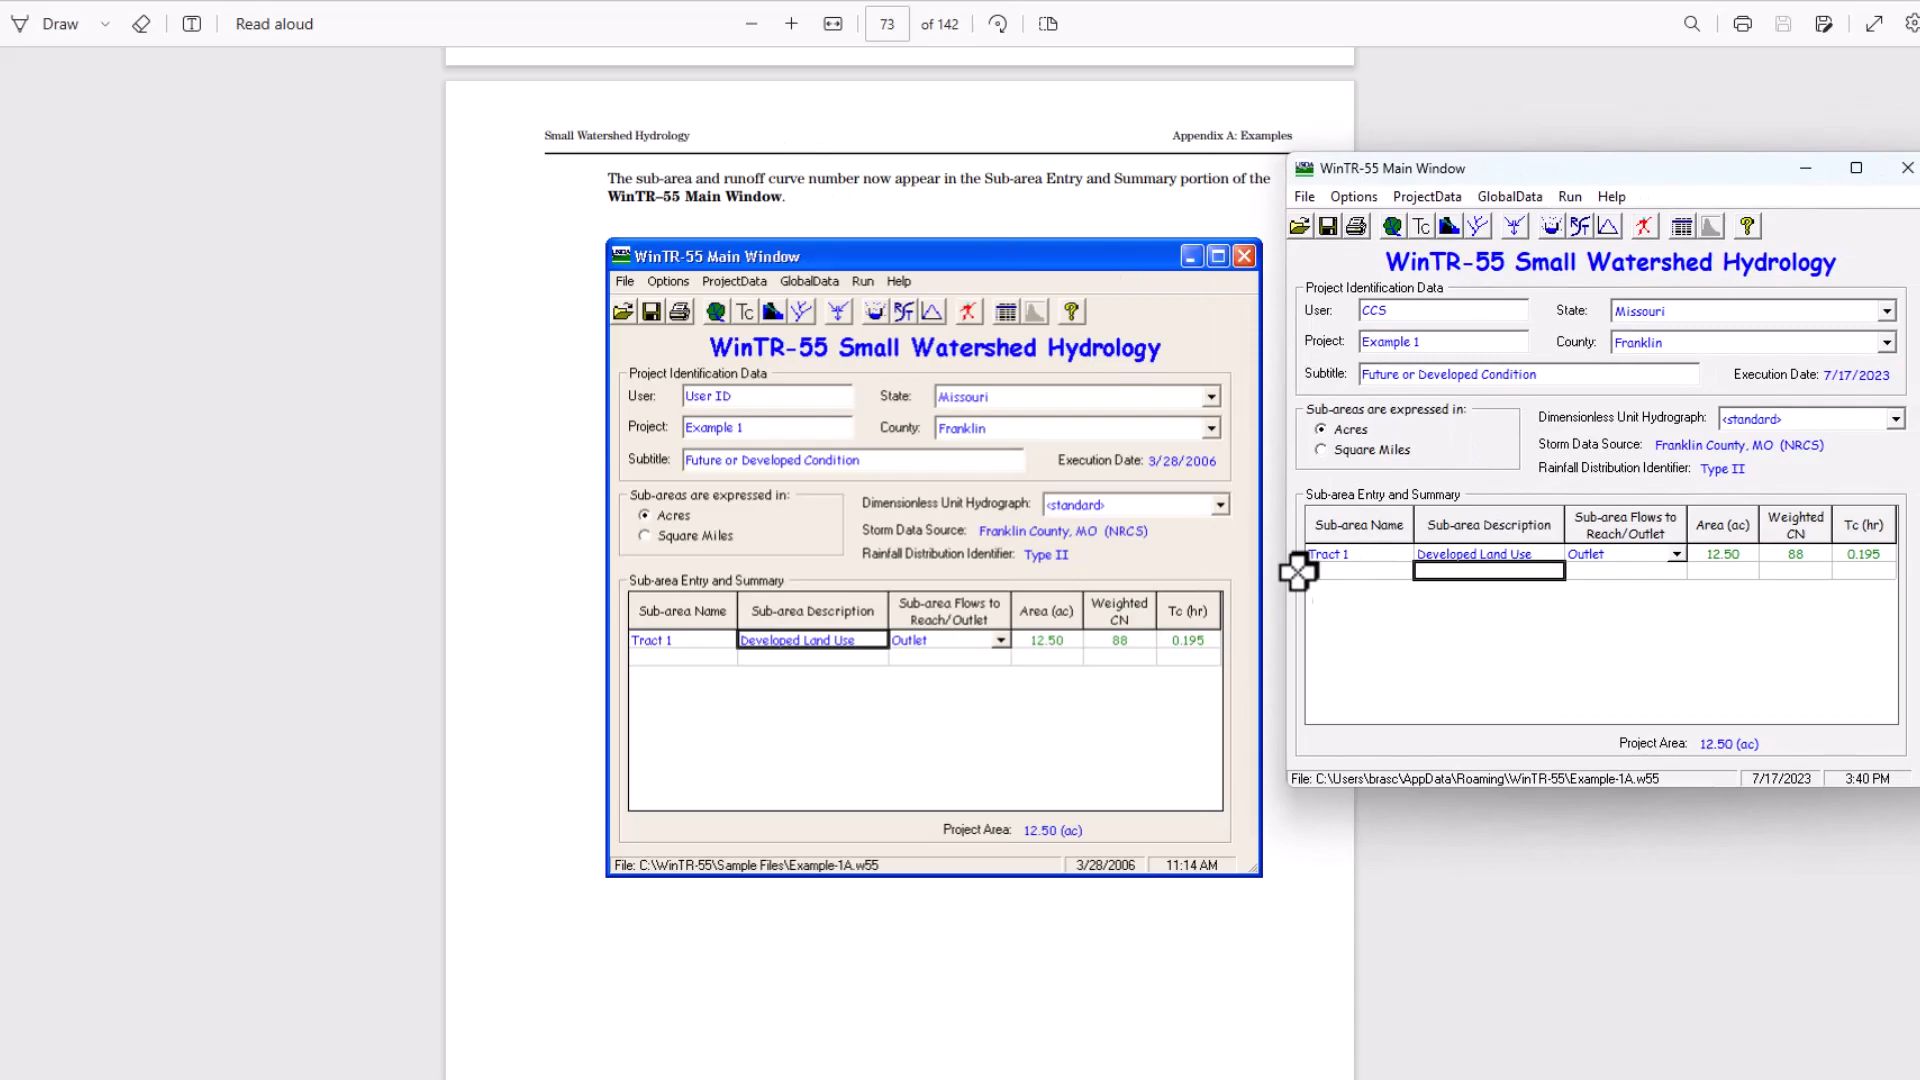 Draw
Read aloud
73 of 142
Small Watershed Hydrology Appendix A: Examples
The sub-area and runoff curve number now appear in the Sub-area Entry and Summary portion of the
WinTR–55 Main Window.
WinTR-55 Main Window
File Options ProjectData GlobalData Run Help
Tc
WinTR-55 Small Watershed Hydrology
Project Identification Data
User: User ID State: Missouri
Project: Example 1 County: Franklin
Subtitle: Future or Developed Condition Execution Date: 3/28/2006
Sub-areas are expressed in:
Acres
Square Miles
Dimensionless Unit Hydrograph: <standard>
Storm Data Source: Franklin County, MO (NRCS)
Rainfall Distribution Identifier: Type II
Sub-area Entry and Summary
Sub-area Name Sub-area Description Sub-area Flows to Reach/Outlet Area (ac) Weighted CN Tc (hr)
Tract 1 Developed Land Use Outlet 12.50 88 0.195
Project Area: 12.50 (ac)
File: C:\WinTR-55\Sample Files\Example-1A.w55 3/28/2006 11:14 AM
WinTR-55 Main Window
File Options ProjectData GlobalData Run Help
Tc
WinTR-55 Small Watershed Hydrology
Project Identification Data
User: CCS State: Missouri
Project: Example 1 County: Franklin
Subtitle: Future or Developed Condition Execution Date: 7/17/2023
Sub-areas are expressed in:
Acres
Square Miles
Dimensionless Unit Hydrograph: <standard>
Storm Data Source: Franklin County, MO (NRCS)
Rainfall Distribution Identifier: Type II
Sub-area Entry and Summary
Sub-area Name Sub-area Description Sub-area Flows to Reach/Outlet Area (ac) Weighted CN Tc (hr)
Tract 1 Developed Land Use Outlet 12.50 88 0.195
Project Area: 12.50 (ac)
File: C:\Users\brasc\AppData\Roaming\WinTR-55\Example-1A.w55 7/17/2023 3:40 PM